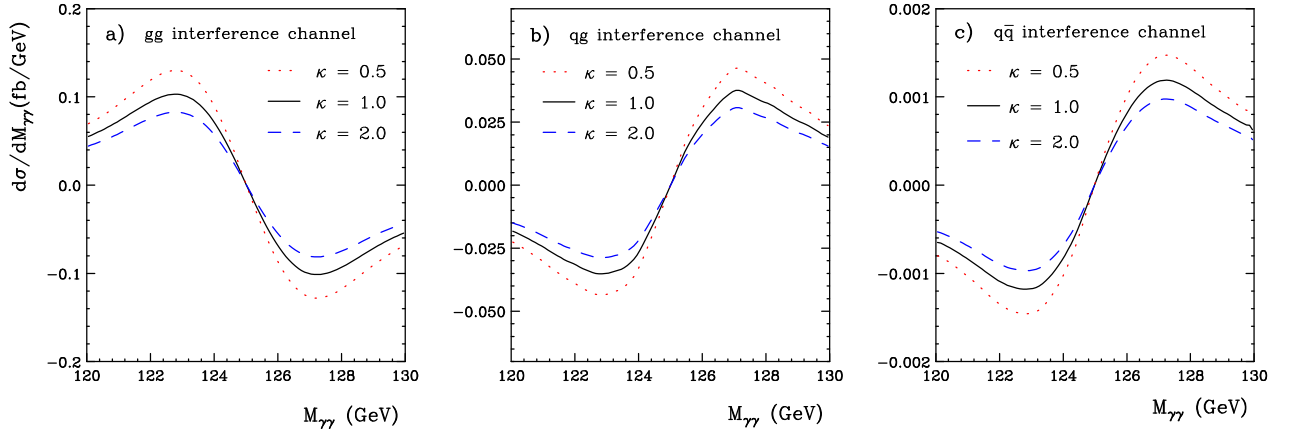 a) gg interference channel
κ = 0.5
κ = 1.0
κ = 2.0
dσ/dMγγ(fb/GeV)
0.2
0.1
0.0
−0.1
−0.2
120 122 124 126 128 130
Mγγ (GeV)
b) qg interference channel
κ = 0.5
κ = 1.0
κ = 2.0
0.050
0.025
0.000
−0.025
−0.050
120 122 124 126 128 130
Mγγ (GeV)
c) qq̅ interference channel
κ = 0.5
κ = 1.0
κ = 2.0
0.002
0.001
0.000
−0.001
−0.002
120 122 124 126 128 130
Mγγ (GeV)